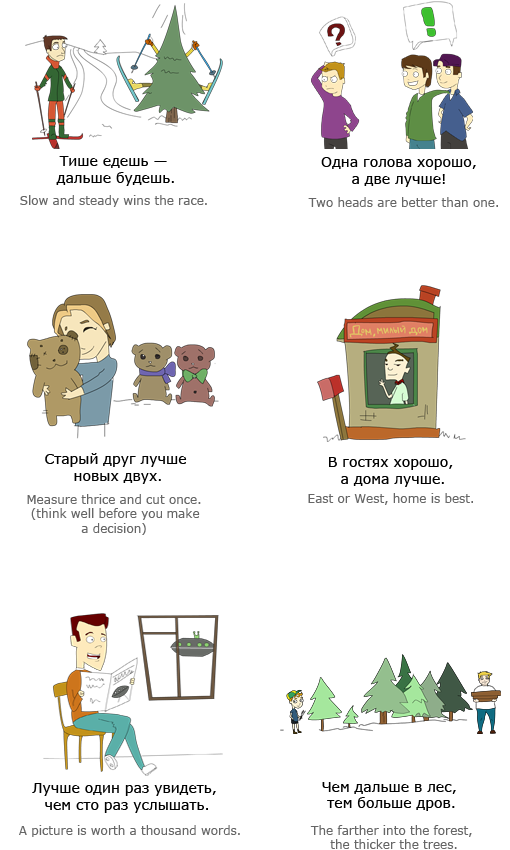 ?
!
Тише едешь —
дальше будешь.
Slow and steady wins the race.
Одна голова хорошо,
а две лучше!
Two heads are better than one.
Дом, милый дом
Старый друг лучше
новых двух.
Measure thrice and cut once.
(think well before you make
a decision)
В гостях хорошо,
а дома лучше.
East or West, home is best.
Лучше один раз увидеть,
чем сто раз услышать.
A picture is worth a thousand words.
Чем дальше в лес,
тем больше дров.
The farther into the forest,
the thicker the trees.